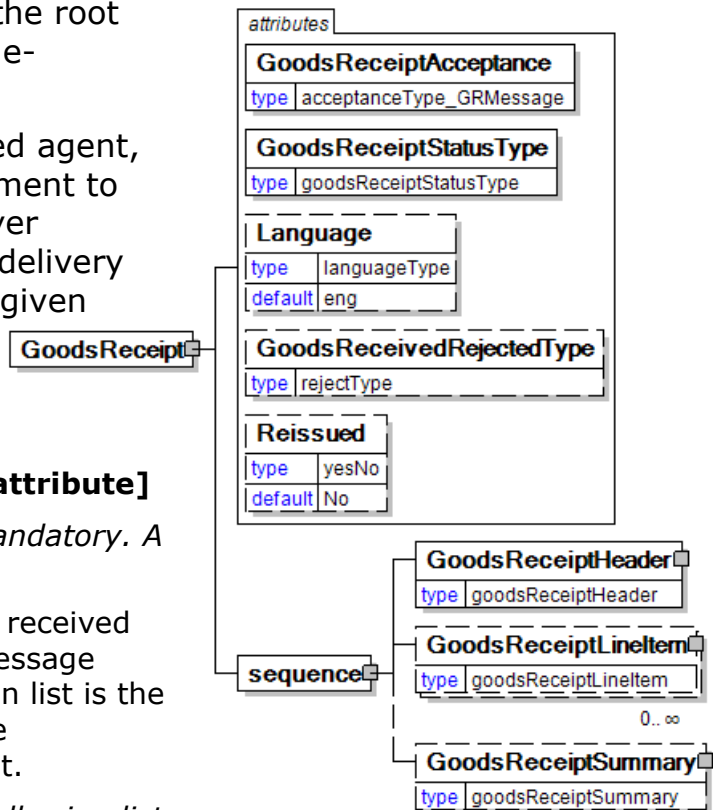 the root
e-
ed agent,
ment to
ver
delivery
given
attribute]
andatory. A
received
essage
n list is the
e
t.
attributes
GoodsReceiptAcceptance
type acceptanceType_GRMessage
GoodsReceiptStatusType
type goodsReceiptStatusType
Language
type languageType
default eng
GoodsReceipt
GoodsReceivedRejectedType
type rejectType
Reissued
type yesNo
default No
sequence
GoodsReceiptHeader
type goodsReceiptHeader
GoodsReceiptLineItem
type goodsReceiptLineItem
0.. ∞
GoodsReceiptSummary
type goodsReceiptSummary